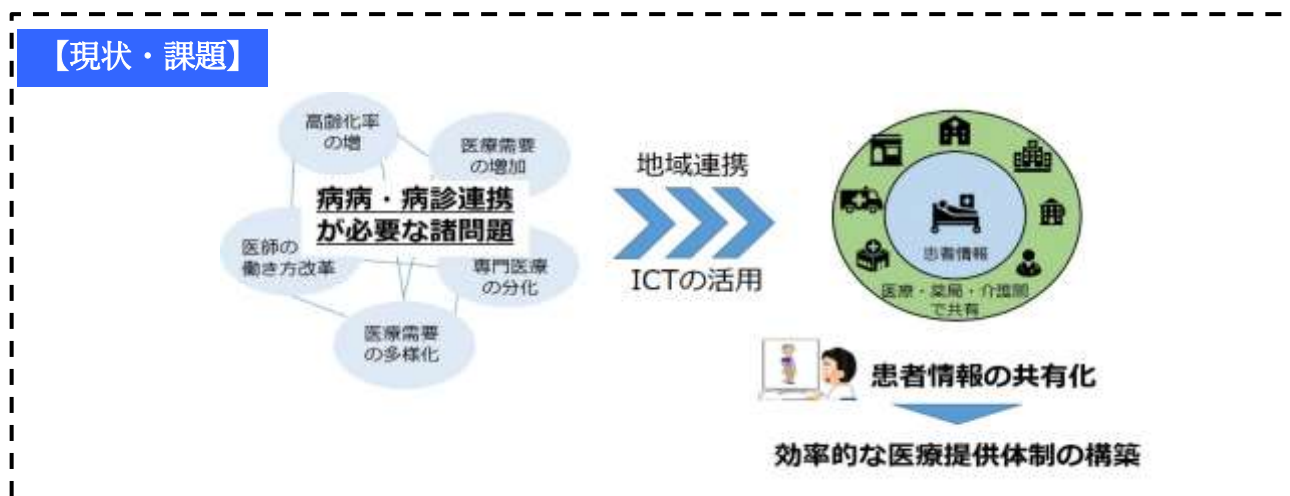 【現状・課題】
高齢化率
の増
医療需要
の増加
病病・病診連携
が必要な諸問題
医師の
働き方改革
専門医療
の分化
医療需要
の多様化
地域連携
ICTの活用
患者情報
医療・薬局・介護間
で共有
患者情報の共有化
効率的な医療提供体制の構築